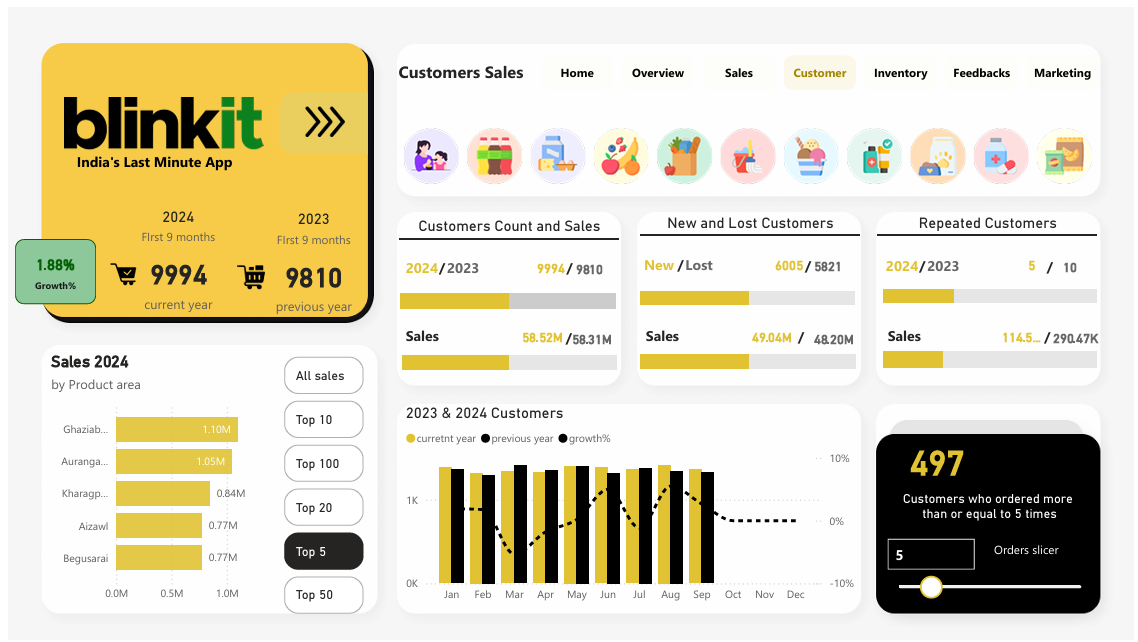 blinkit
India's Last Minute App
2024
FIrst 9 months
9994
current year
2023
FIrst 9 months
9810
previous year
1.88%
Growth%
Customers Sales
Home
Overview
Sales
Customer
Inventory
Feedbacks
Marketing
Customers Count and Sales
2024/2023
9994/ 9810
Sales
58.52M /58.31M
New and Lost Customers
New /Lost
6005/ 5821
Sales
49.04M / 48.20M
Repeated Customers
2024/2023
5 / 10
Sales
114.5... / 290.47K
Sales 2024
by Product area
Ghaziab... 1.10M
Auranga... 1.05M
Kharagp... 0.84M
Aizawl 0.77M
Begusarai 0.77M
0.0M 0.5M 1.0M
All sales
Top 10
Top 100
Top 20
Top 5
Top 50
2023 & 2024 Customers
curretnt year previous year growth%
1K
0K
10%
0%
-10%
Jan Feb Mar Apr May Jun Jul Aug Sep Oct Nov Dec
497
Customers who ordered more
than or equal to 5 times
5
Orders slicer